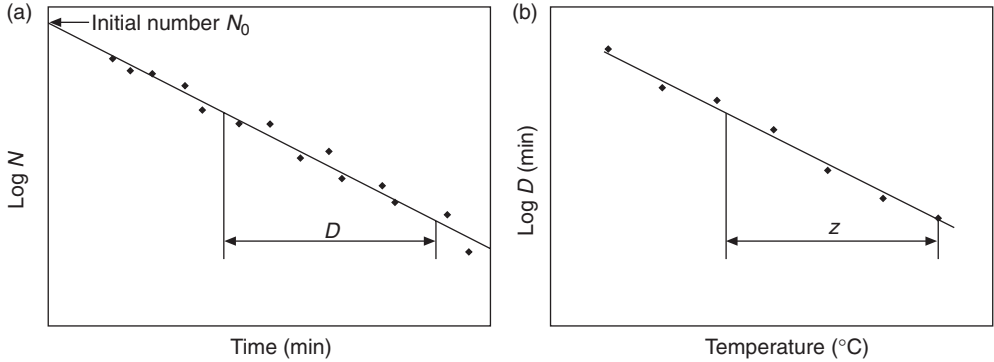 (a)
Initial number N₀
Log N
D
Time (min)
(b)
Log D (min)
z
Temperature (°C)